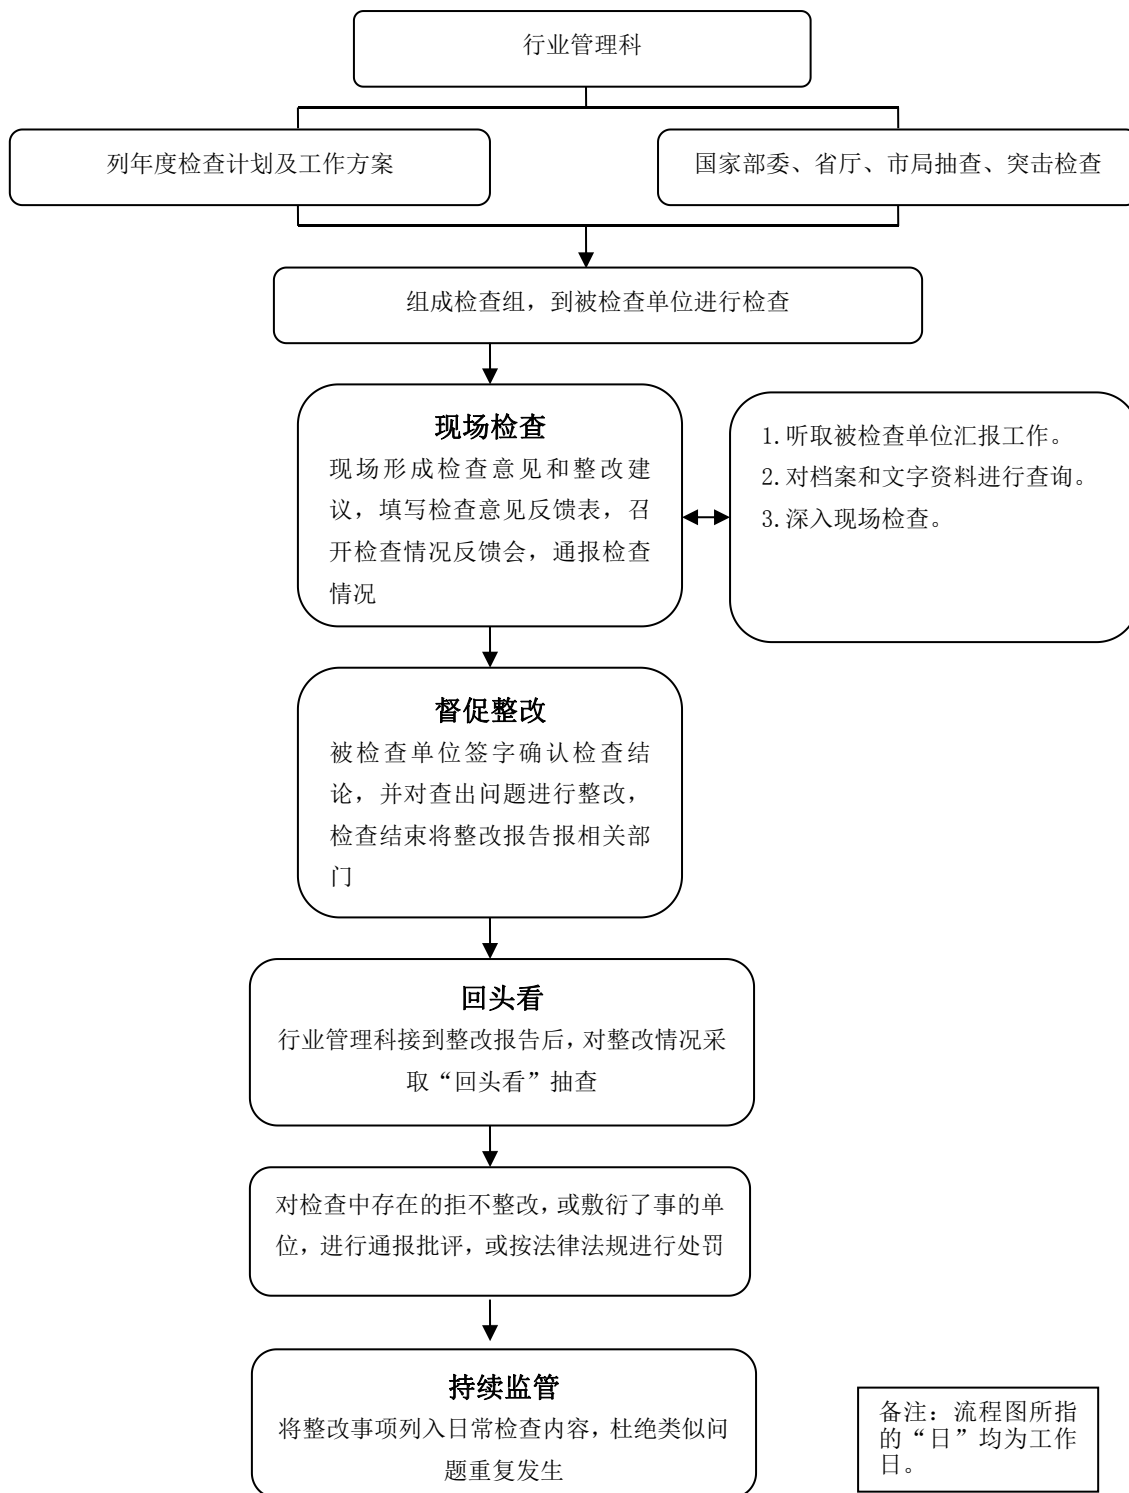 行业管理科
列年度检查计划及工作方案
国家部委、省厅、市局抽查、突击检查
组成检查组，到被检查单位进行检查
现场检查
现场形成检查意见和整改建
议，填写检查意见反馈表，召
开检查情况反馈会，通报检查
情况
1.听取被检查单位汇报工作。
2.对档案和文字资料进行查询。
3.深入现场检查。
督促整改
被检查单位签字确认检查结
论，并对查出问题进行整改，
检查结束将整改报告报相关部
门
回头看
行业管理科接到整改报告后，对整改情况采
取“回头看”抽查
对检查中存在的拒不整改，或敷衍了事的单
位，进行通报批评，或按法律法规进行处罚
持续监管
将整改事项列入日常检查内容，杜绝类似问
题重复发生
备注：流程图所指
的“日”均为工作
日。